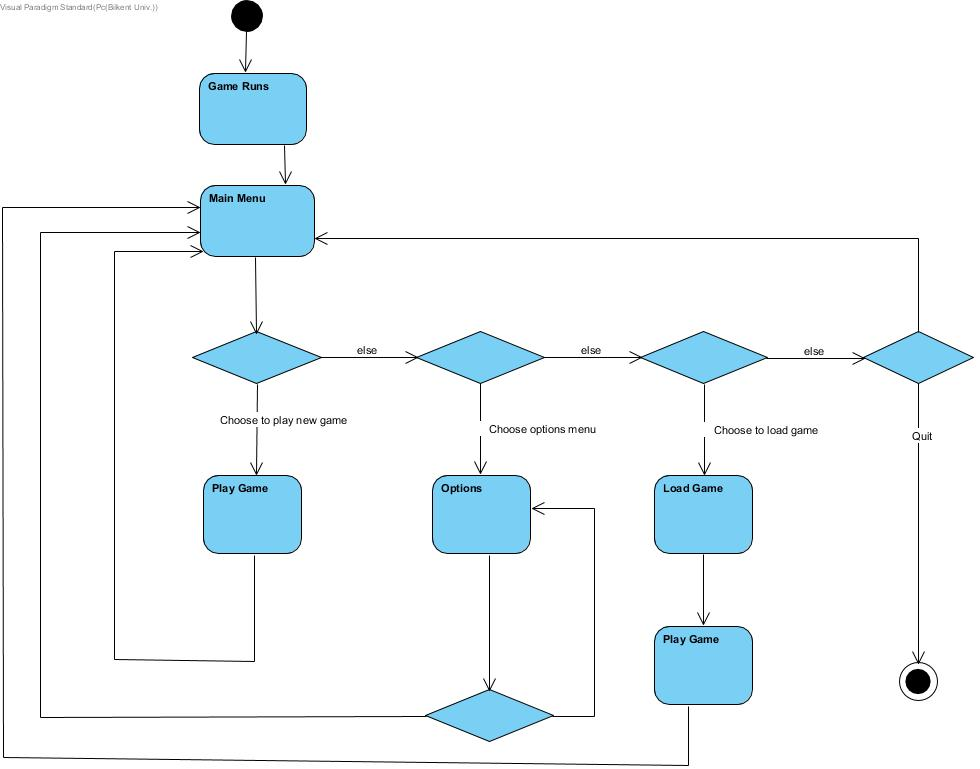 Visual Paradigm Standard(Pc(Bilkent Univ.))
Game Runs
Main Menu
else
else
else
Choose to play new game
Choose options menu
Choose to load game
Quit
Play Game
Options
Load Game
Play Game